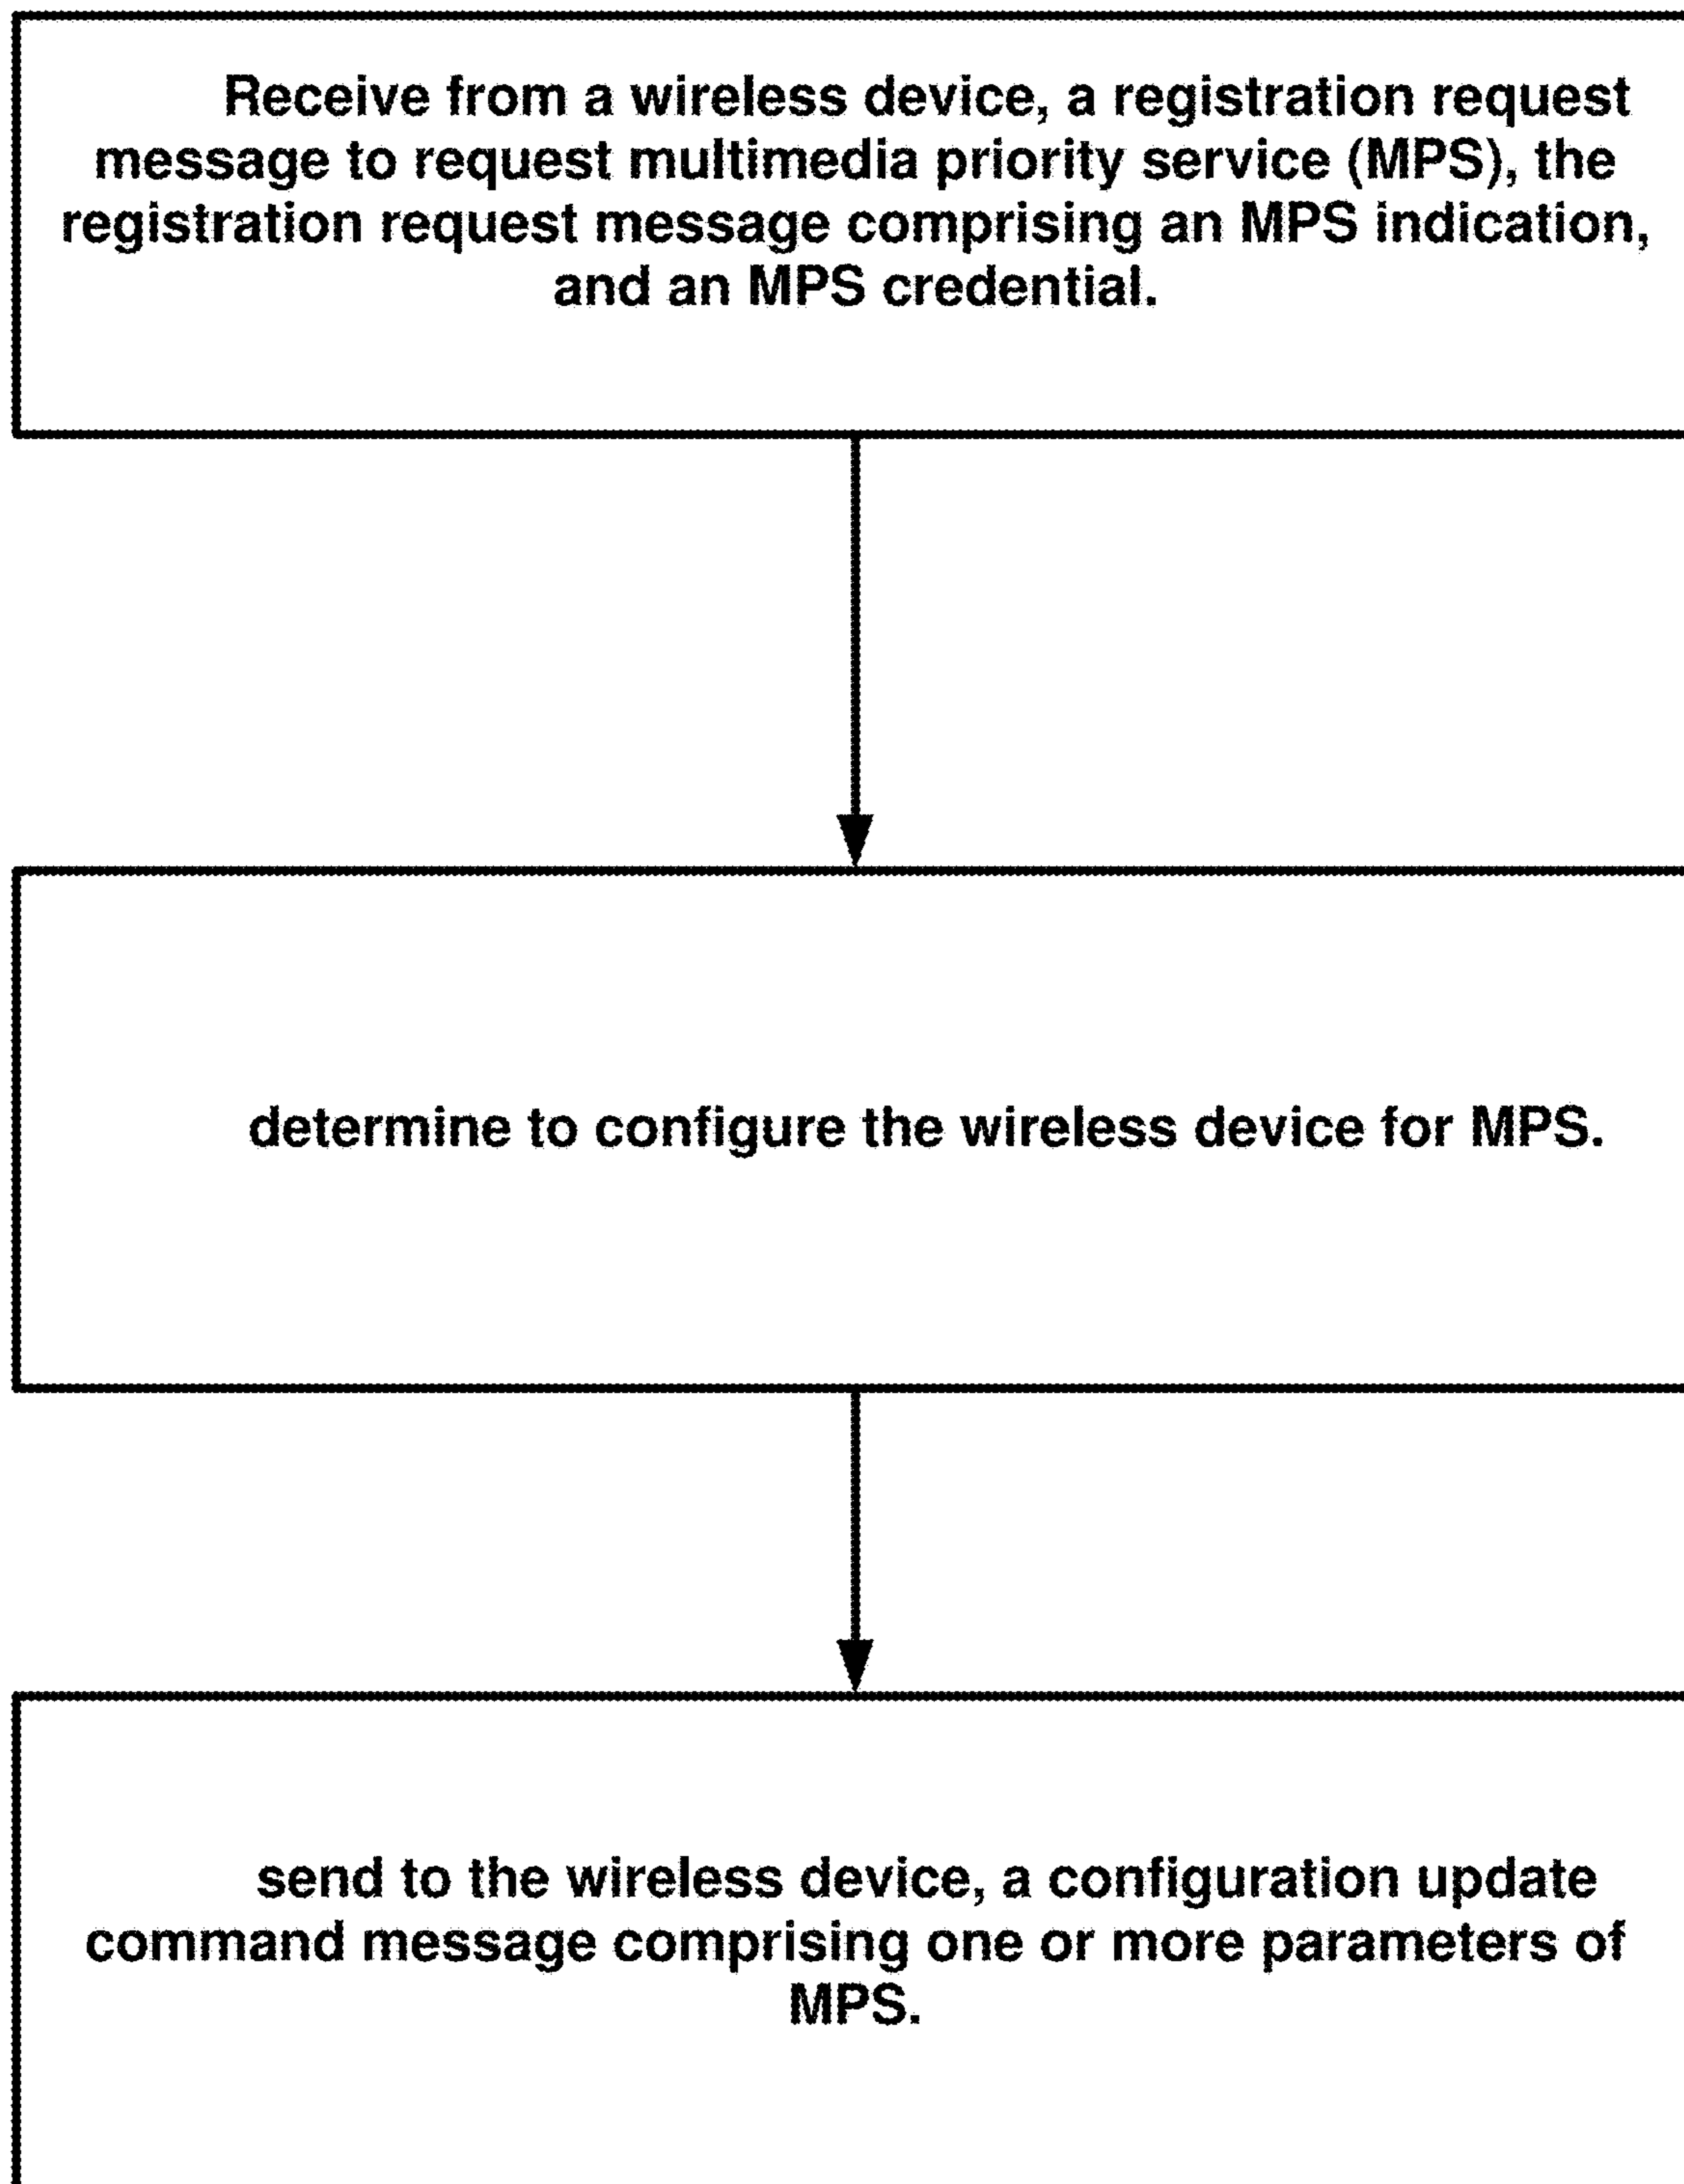 Receive from a wireless device, a registration request
message to request multimedia priority service (MPS), the
registration request message comprising an MPS indication,
and an MPS credential.
determine to configure the wireless device for MPS.
send to the wireless device, a configuration update
command message comprising one or more parameters of
MPS.